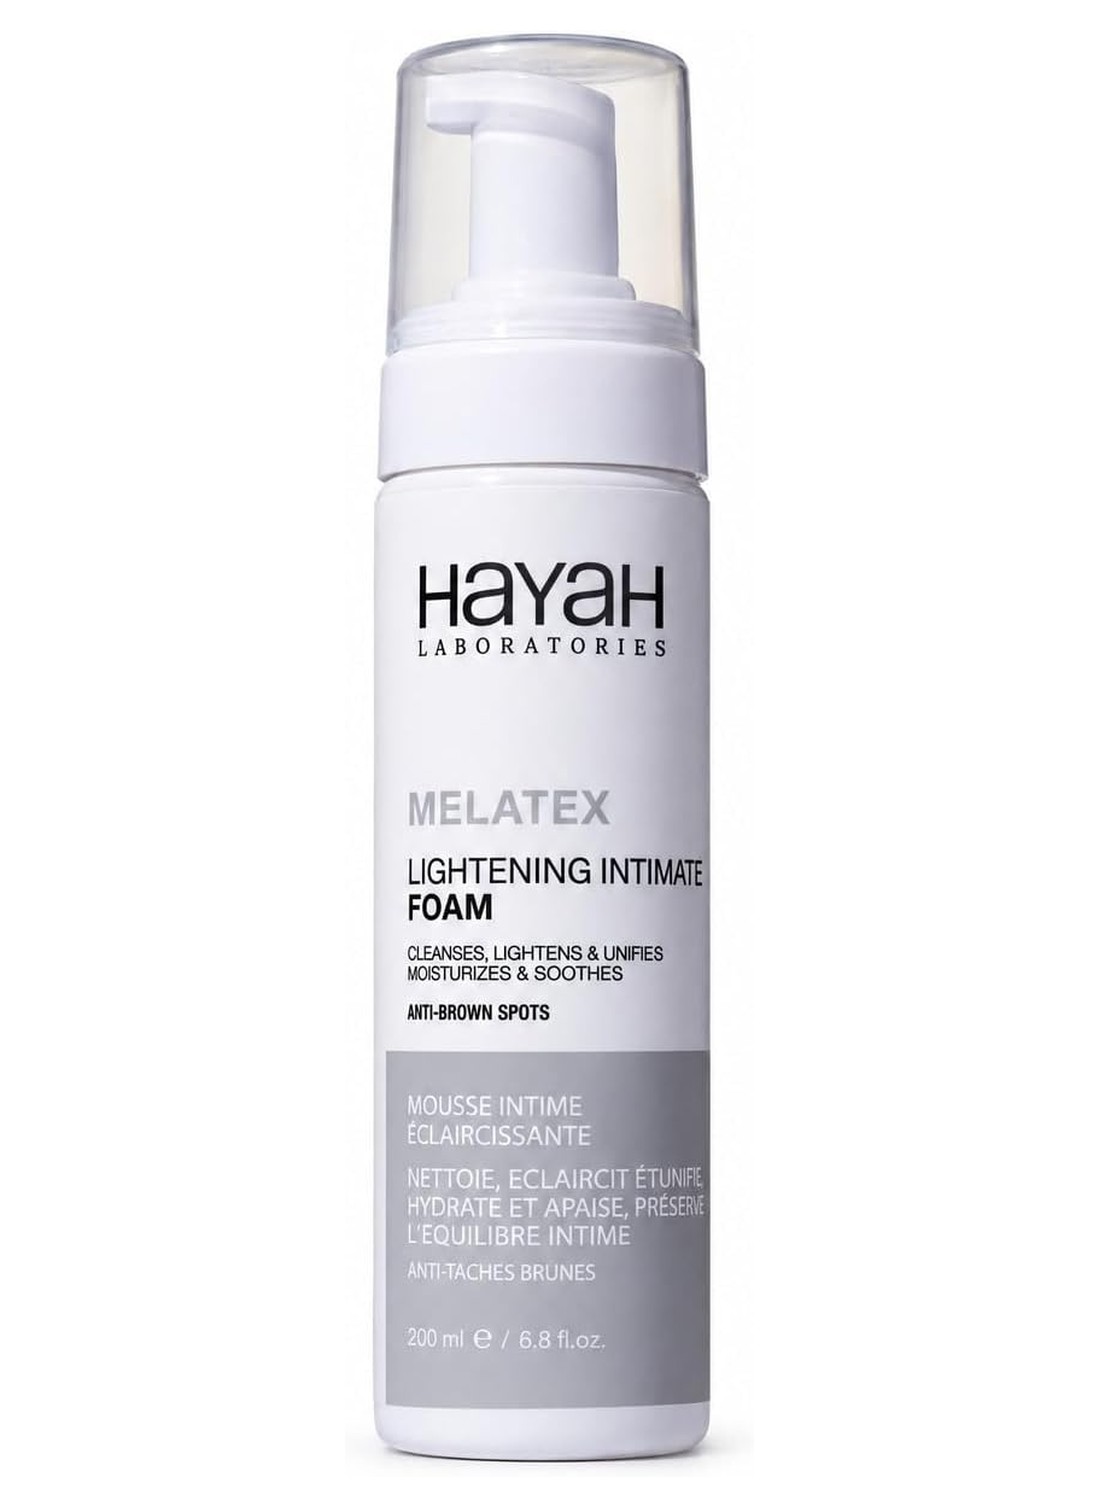 HaYaH
LABORATORIES
MELATEX
LIGHTENING INTIMATE
FOAM
CLEANSES, LIGHTENS & UNIFIES
MOISTURIZES & SOOTHES
ANTI-BROWN SPOTS
MOUSSE INTIME
ÉCLAIRCISSANTE
NETTOIE, ECLAIRCIT ÉTUNIFIE,
HYDRATE ET APAISE, PRÉSERVE
L'EQUILIBRE INTIME
ANTI-TACHES BRUNES
200 ml ℮ / 6.8 fl.oz.